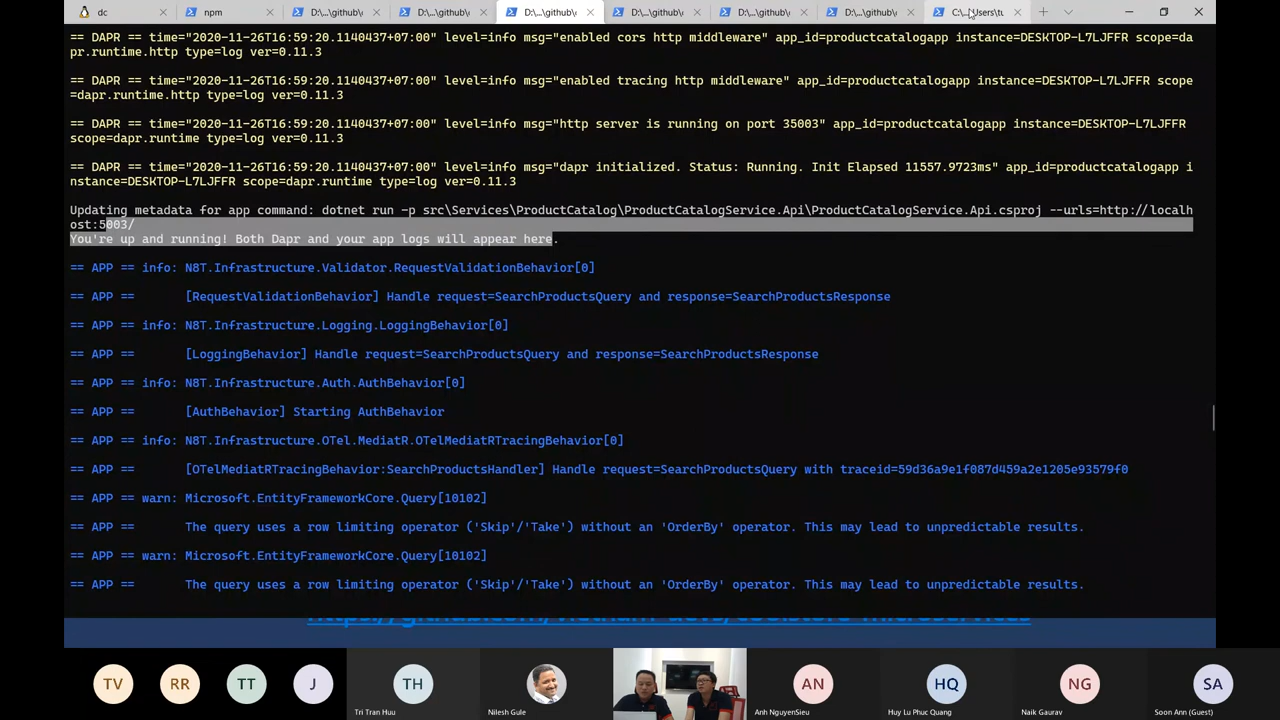 dc
npm
D:\...\github\
D:\...\github\
D:\...\github\
D:\...\github\
D:\...\github\
D:\...\github\
C:\...Users\tu
== DAPR == time="2020-11-26T16:59:20.1140437+07:00" level=info msg="enabled cors http middleware" app_id=productcatalogapp instance=DESKTOP-L7LJFFR scope=da
pr.runtime.http type=log ver=0.11.3
== DAPR == time="2020-11-26T16:59:20.1140437+07:00" level=info msg="enabled tracing http middleware" app_id=productcatalogapp instance=DESKTOP-L7LJFFR scope
=dapr.runtime.http type=log ver=0.11.3
== DAPR == time="2020-11-26T16:59:20.1140437+07:00" level=info msg="http server is running on port 35003" app_id=productcatalogapp instance=DESKTOP-L7LJFFR
scope=dapr.runtime type=log ver=0.11.3
== DAPR == time="2020-11-26T16:59:20.1140437+07:00" level=info msg="dapr initialized. Status: Running. Init Elapsed 11557.9723ms" app_id=productcatalogapp i
nstance=DESKTOP-L7LJFFR scope=dapr.runtime type=log ver=0.11.3
Updating metadata for app command: dotnet run -p src\Services\ProductCatalog\ProductCatalogService.Api\ProductCatalogService.Api.csproj --urls=http://localh
ost:5003/
You're up and running! Both Dapr and your app logs will appear here.
== APP == info: N8T.Infrastructure.Validator.RequestValidationBehavior[0]
== APP == [RequestValidationBehavior] Handle request=SearchProductsQuery and response=SearchProductsResponse
== APP == info: N8T.Infrastructure.Logging.LoggingBehavior[0]
== APP == [LoggingBehavior] Handle request=SearchProductsQuery and response=SearchProductsResponse
== APP == info: N8T.Infrastructure.Auth.AuthBehavior[0]
== APP == [AuthBehavior] Starting AuthBehavior
== APP == info: N8T.Infrastructure.OTel.MediatR.OTelMediatRTracingBehavior[0]
== APP == [OTelMediatRTracingBehavior:SearchProductsHandler] Handle request=SearchProductsQuery with traceid=59d36a9e1f087d459a2e1205e93579f0
== APP == warn: Microsoft.EntityFrameworkCore.Query[10102]
== APP == The query uses a row limiting operator ('Skip'/'Take') without an 'OrderBy' operator. This may lead to unpredictable results.
== APP == warn: Microsoft.EntityFrameworkCore.Query[10102]
== APP == The query uses a row limiting operator ('Skip'/'Take') without an 'OrderBy' operator. This may lead to unpredictable results.
TV
RR
TT
J
TH
AN
HQ
NG
SA
Tri Tran Huu
Nilesh Gule
Anh NguyenSieu
Huy Lu Phuc Quang
Naik Gaurav
Soon Ann (Guest)